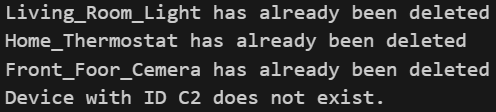 Living_Room_Light has already been deleted
Home_Thermostat has already been deleted
Front_Foor_Cemera has already been deleted
Device with ID C2 does not exist.